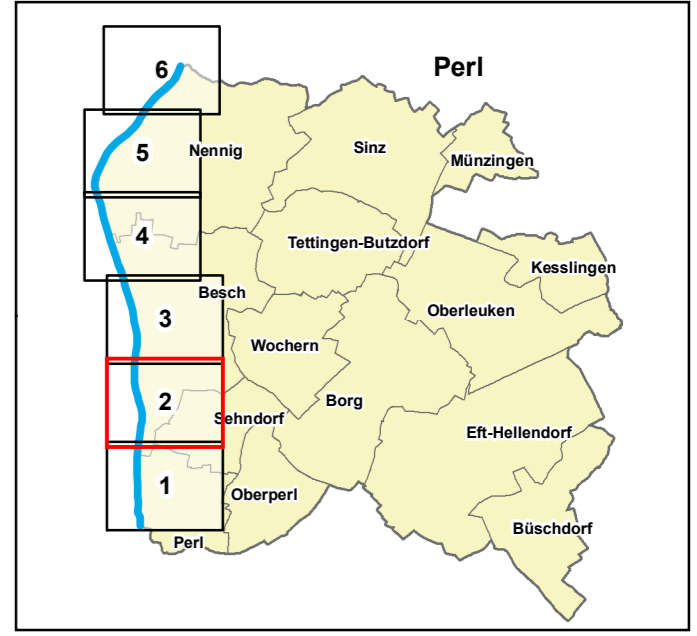 Perl
6
5
Nennig
Sinz
Münzingen
4
Tettingen-Butzdorf
Kesslingen
Besch
3
Oberleuken
Wochern
2
Borg
Sehndorf
Eft-Hellendorf
1
Oberperl
Büschdorf
Perl